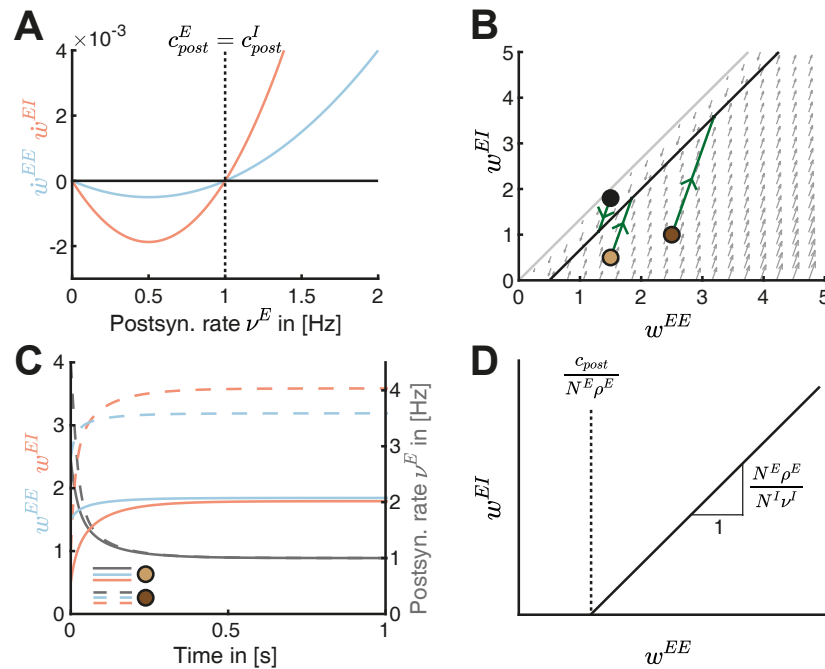 A
×10⁻³
c_post^E = c_post^I
4
2
0
-2
ẇ^EE ẇ^EI
0 0.5 1 1.5 2
Postsyn. rate ν^E in [Hz]
B
5
4
3
2
1
0
w^EI
0 1 2 3 4 5
w^EE
C
4
3
2
1
0
w^EE w^EI
4
3
2
1
0
Postsyn. rate ν^E in [Hz]
0 0.5 1
Time in [s]
D
c_post
N^E ρ^E
w^EI
N^E ρ^E
N^I ν^I
1
w^EE